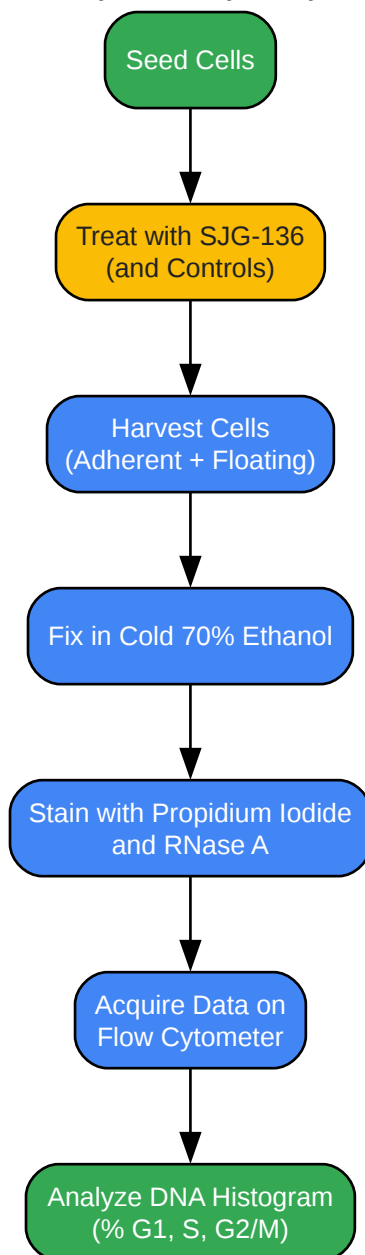 Seed Cells
Treat with SJG-136
(and Controls)
Harvest Cells
(Adherent + Floating)
Fix in Cold 70% Ethanol
Stain with Propidium Iodide
and RNase A
Acquire Data on
Flow Cytometer
Analyze DNA Histogram
(% G1, S, G2/M)